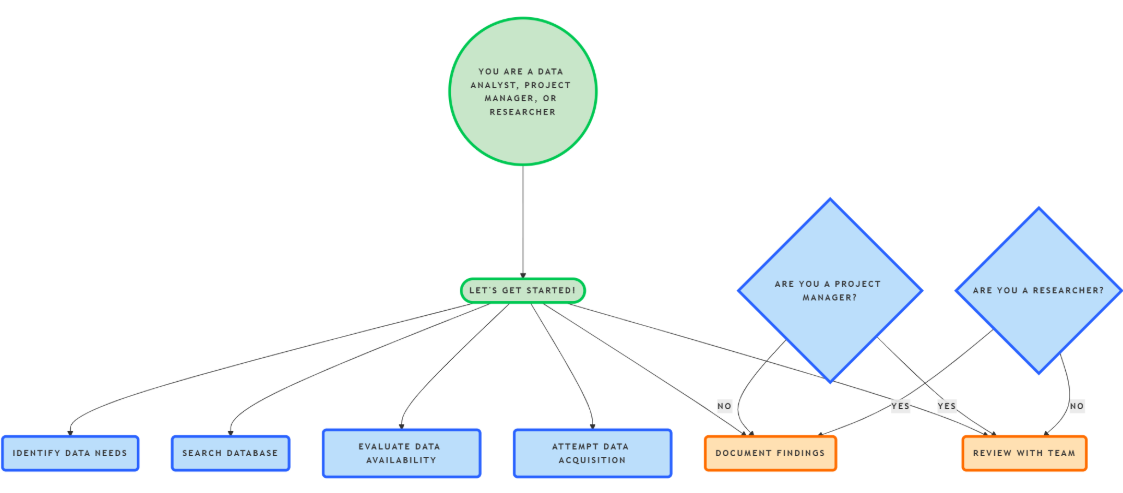 YOU ARE A DATA
ANALYST, PROJECT
MANAGER, OR
RESEARCHER
LET'S GET STARTED!
ARE YOU A PROJECT
MANAGER?
ARE YOU A RESEARCHER?
NO
YES
YES
NO
IDENTIFY DATA NEEDS
SEARCH DATABASE
EVALUATE DATA
AVAILABILITY
ATTEMPT DATA
ACQUISITION
DOCUMENT FINDINGS
REVIEW WITH TEAM